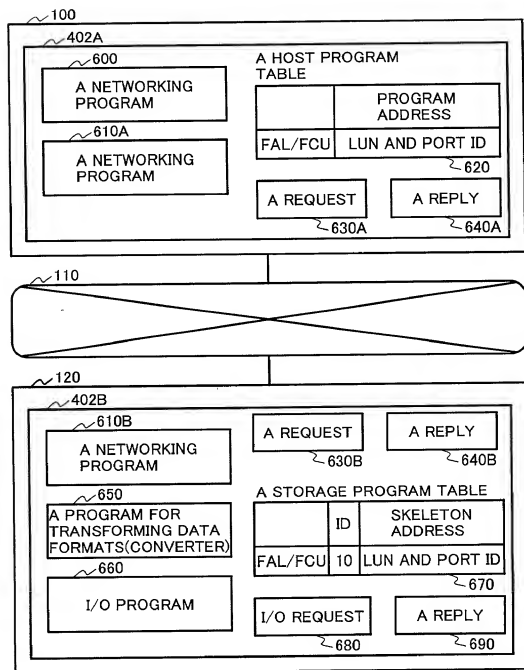 100
402A
600
A NETWORKING
PROGRAM
610A
A NETWORKING
PROGRAM
A HOST PROGRAM
TABLE
PROGRAM
ADDRESS
FAL/FCU LUN AND PORT ID
620
A REQUEST
630A
A REPLY
640A
110
120
402B
610B
A NETWORKING
PROGRAM
650
A PROGRAM FOR
TRANSFORMING DATA
FORMATS(CONVERTER)
660
I/O PROGRAM
A REQUEST
630B
A REPLY
640B
A STORAGE PROGRAM TABLE
ID SKELETON
ADDRESS
FAL/FCU 10 LUN AND PORT ID
670
I/O REQUEST
680
A REPLY
690